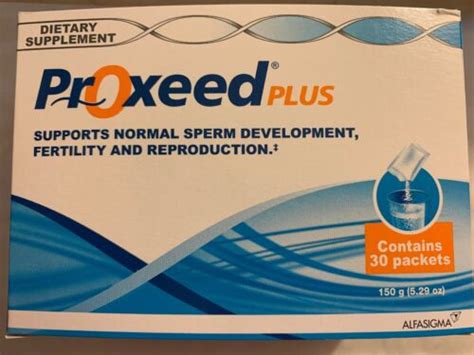 DIETARY
SUPPLEMENT
PrOxeed® PLUS
SUPPORTS NORMAL SPERM DEVELOPMENT,
FERTILITY AND REPRODUCTION.‡
Contains
30 packets
150 g (5.29 oz)
ALFASIGMA